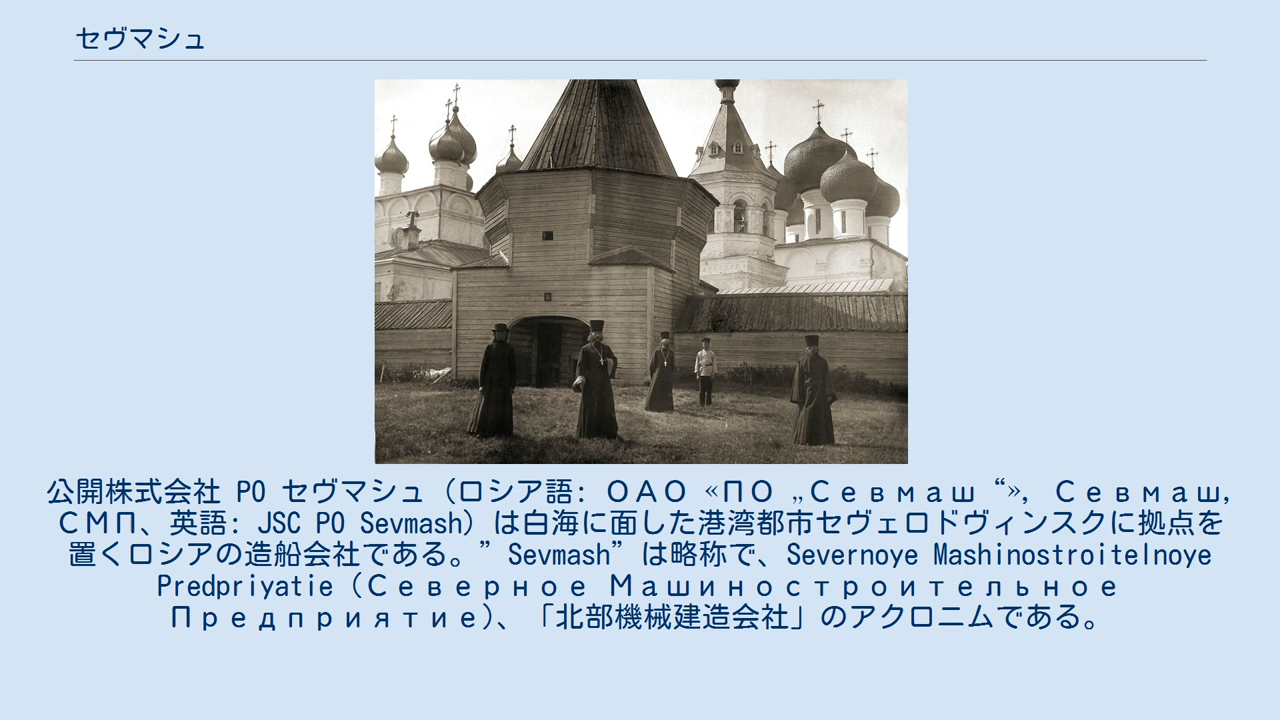 セヴマシュ
公開株式会社 PO セヴマシュ（ロシア語: ОАО «ПО „Севмаш“», Севмаш,
СМП、英語: JSC PO Sevmash）は白海に面した港湾都市セヴェロドヴィンスクに拠点を
置くロシアの造船会社である。”Sevmash”は略称で、Severnoye Mashinostroitelnoye
Predpriyatie（Северное Машиностроительное
Предприятие）、「北部機械建造会社」のアクロニムである。